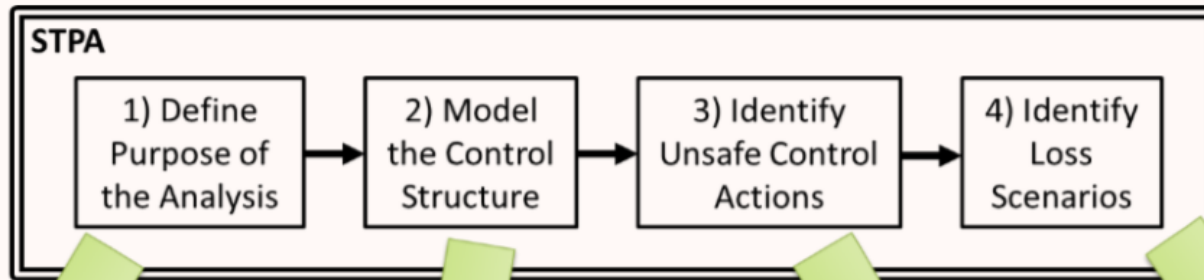 STPA
1) Define
Purpose of
the Analysis
2) Model
the Control
Structure
3) Identify
Unsafe Control
Actions
4) Identify
Loss
Scenarios